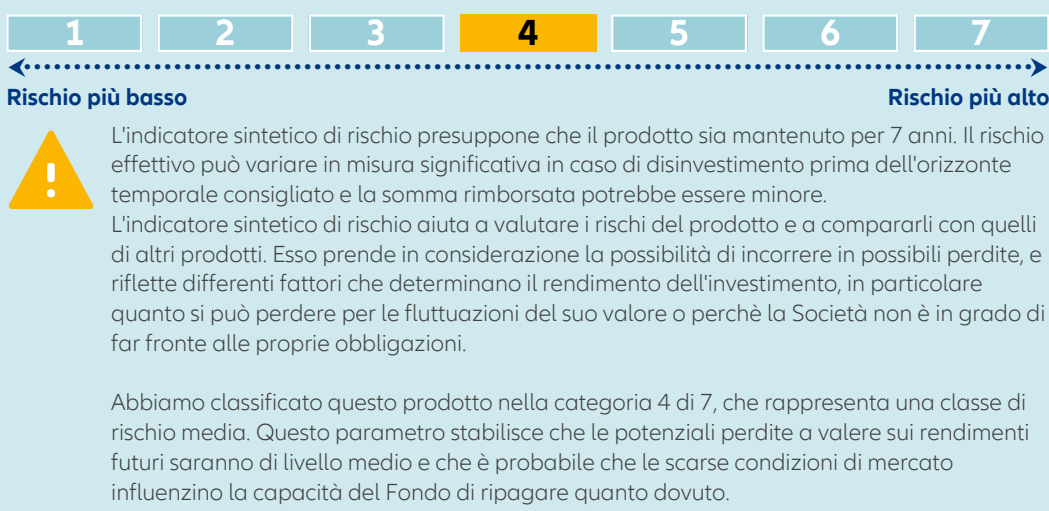 1 2 3 4 5 6 7
Rischio più basso Rischio più alto
L'indicatore sintetico di rischio presuppone che il prodotto sia mantenuto per 7 anni. Il rischio
effettivo può variare in misura significativa in caso di disinvestimento prima dell'orizzonte
temporale consigliato e la somma rimborsata potrebbe essere minore.
L'indicatore sintetico di rischio aiuta a valutare i rischi del prodotto e a compararli con quelli
di altri prodotti. Esso prende in considerazione la possibilità di incorrere in possibili perdite, e
riflette differenti fattori che determinano il rendimento dell'investimento, in particolare
quanto si può perdere per le fluttuazioni del suo valore o perchè la Società non è in grado di
far fronte alle proprie obbligazioni.
Abbiamo classificato questo prodotto nella categoria 4 di 7, che rappresenta una classe di
rischio media. Questo parametro stabilisce che le potenziali perdite a valere sui rendimenti
futuri saranno di livello medio e che è probabile che le scarse condizioni di mercato
influenzino la capacità del Fondo di ripagare quanto dovuto.